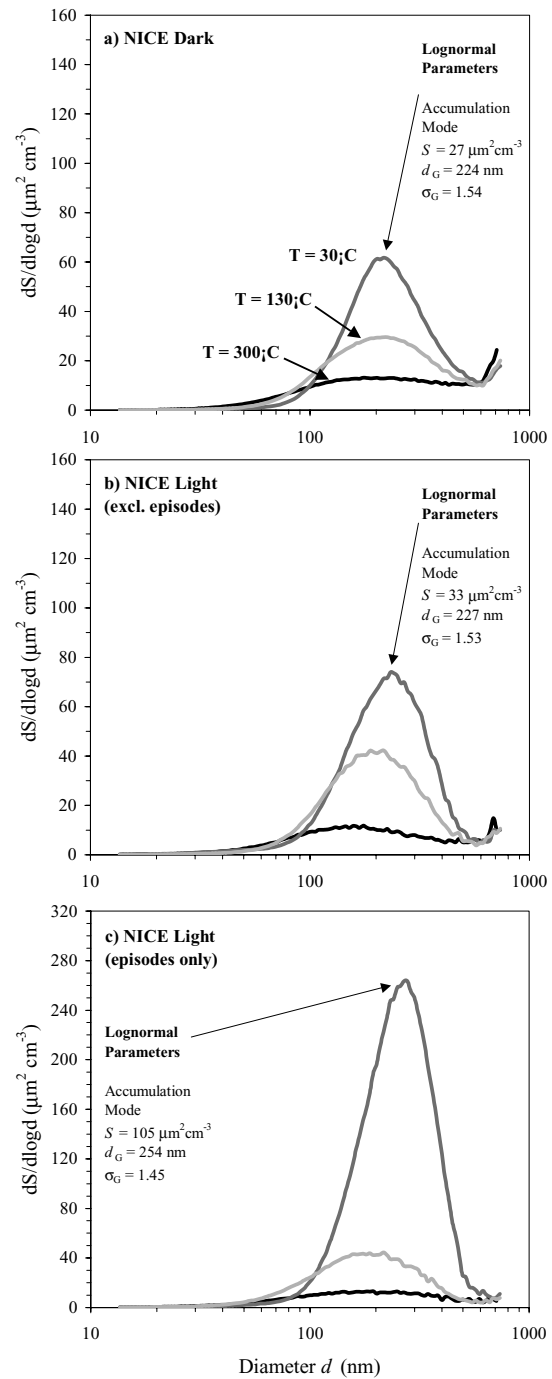 a) NICE Dark
Lognormal
Parameters
Accumulation
Mode
S = 27 µm²cm⁻³
d G = 224 nm
σG = 1.54
T = 30¡C
T = 130¡C
T = 300¡C
dS/dlogd (µm² cm⁻³)
160
140
120
100
80
60
40
20
0
10
100
1000
b) NICE Light
(excl. episodes)
Lognormal
Parameters
Accumulation
Mode
S = 33 µm²cm⁻³
d G = 227 nm
σG = 1.53
dS/dlogd (µm² cm⁻³)
160
140
120
100
80
60
40
20
0
10
100
1000
c) NICE Light
(episodes only)
Lognormal
Parameters
Accumulation
Mode
S = 105 µm²cm⁻³
d G = 254 nm
σG = 1.45
dS/dlogd (µm² cm⁻³)
320
280
240
200
160
120
80
40
0
10
100
1000
Diameter d (nm)